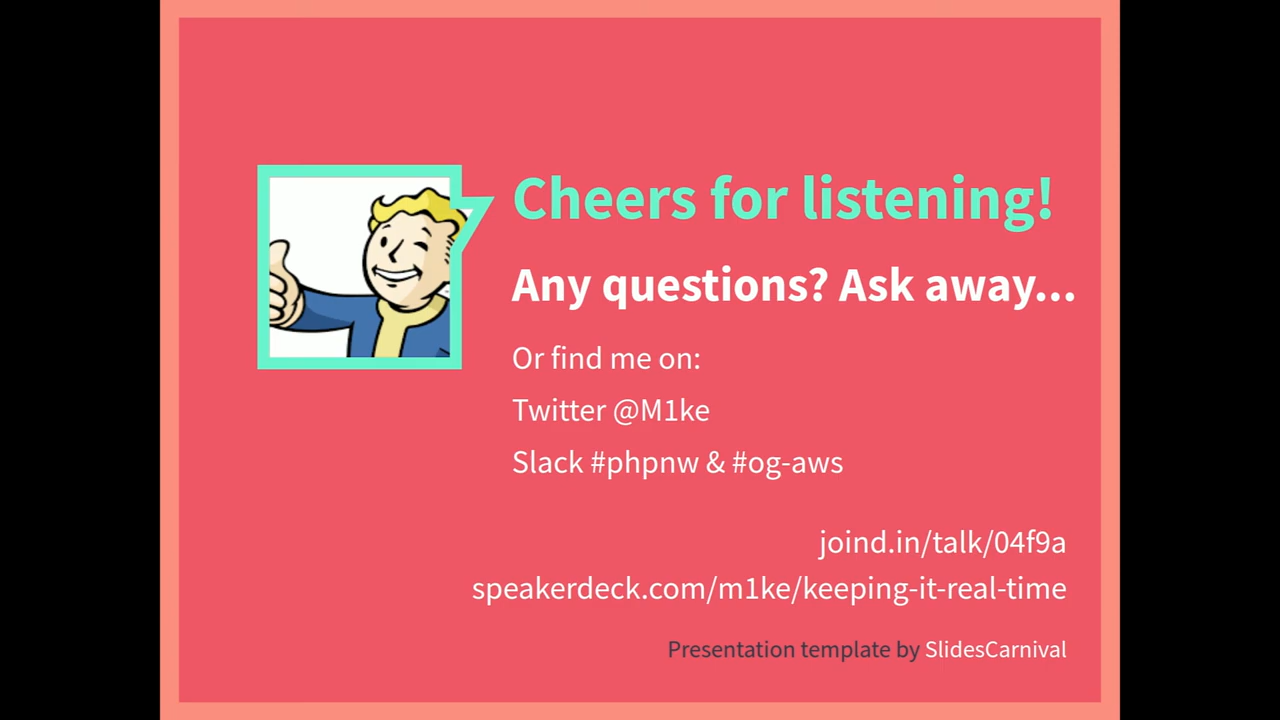 Cheers for listening!
Any questions? Ask away...
Or find me on:
Twitter @M1ke
Slack #phpnw & #og-aws
joind.in/talk/04f9a
speakerdeck.com/m1ke/keeping-it-real-time
Presentation template by SlidesCarnival